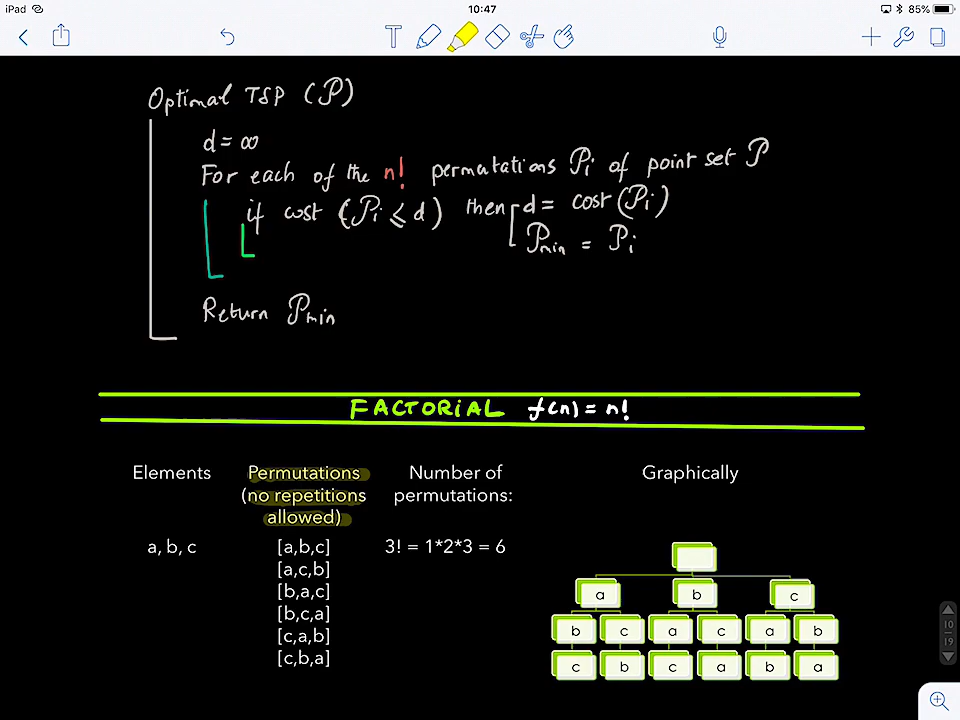 iPad
10:47
85%
T
Optimal TSP (P)
d = ∞
For each of the n! permutations Pi of point set P
if cost (Pi ≤ d) then d = cost (Pi)
Pmin = Pi
Return Pmin
FACTORiAL f(n) = n!
Elements
Permutations
(no repetitions
allowed)
Number of
permutations:
Graphically
a, b, c
[a,b,c]
[a,c,b]
[b,a,c]
[b,c,a]
[c,a,b]
[c,b,a]
3! = 1*2*3 = 6
a b c
b c a c a b
c b c a b a
10
19